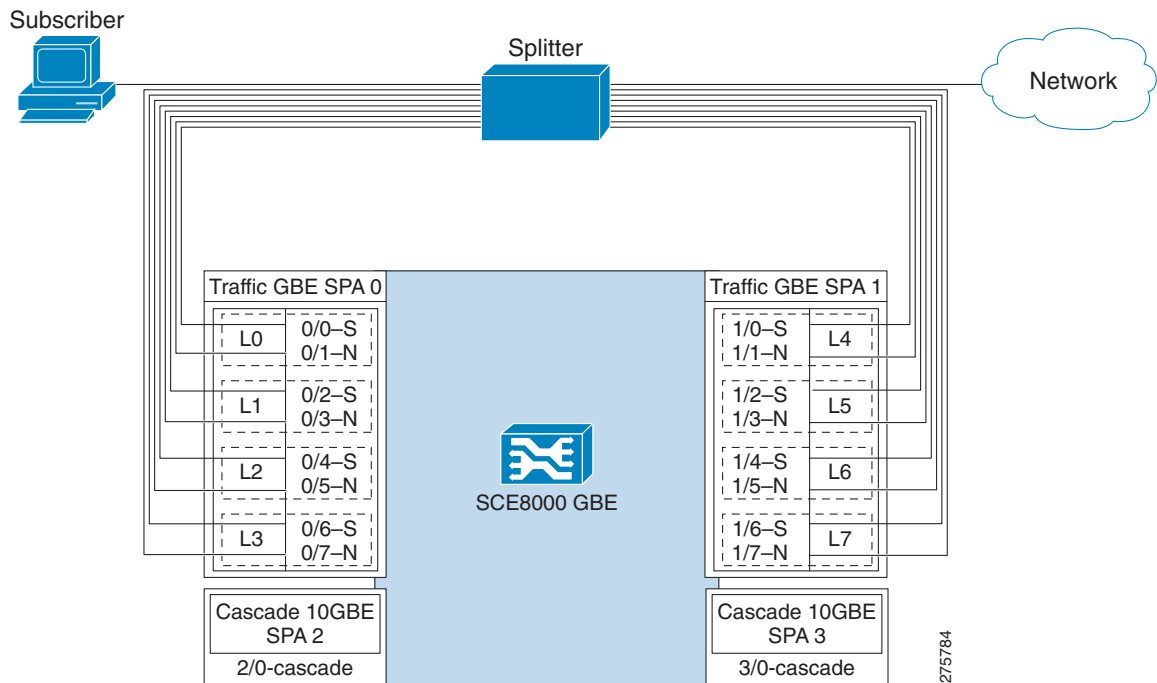 Subscriber
Splitter
Network
Traffic GBE SPA 0
L0
0/0–S
0/1–N
L1
0/2–S
0/3–N
L2
0/4–S
0/5–N
L3
0/6–S
0/7–N
Traffic GBE SPA 1
1/0–S
1/1–N
L4
1/2–S
1/3–N
L5
1/4–S
1/5–N
L6
1/6–S
1/7–N
L7
SCE8000 GBE
Cascade 10GBE
SPA 2
2/0-cascade
Cascade 10GBE
SPA 3
3/0-cascade
275784